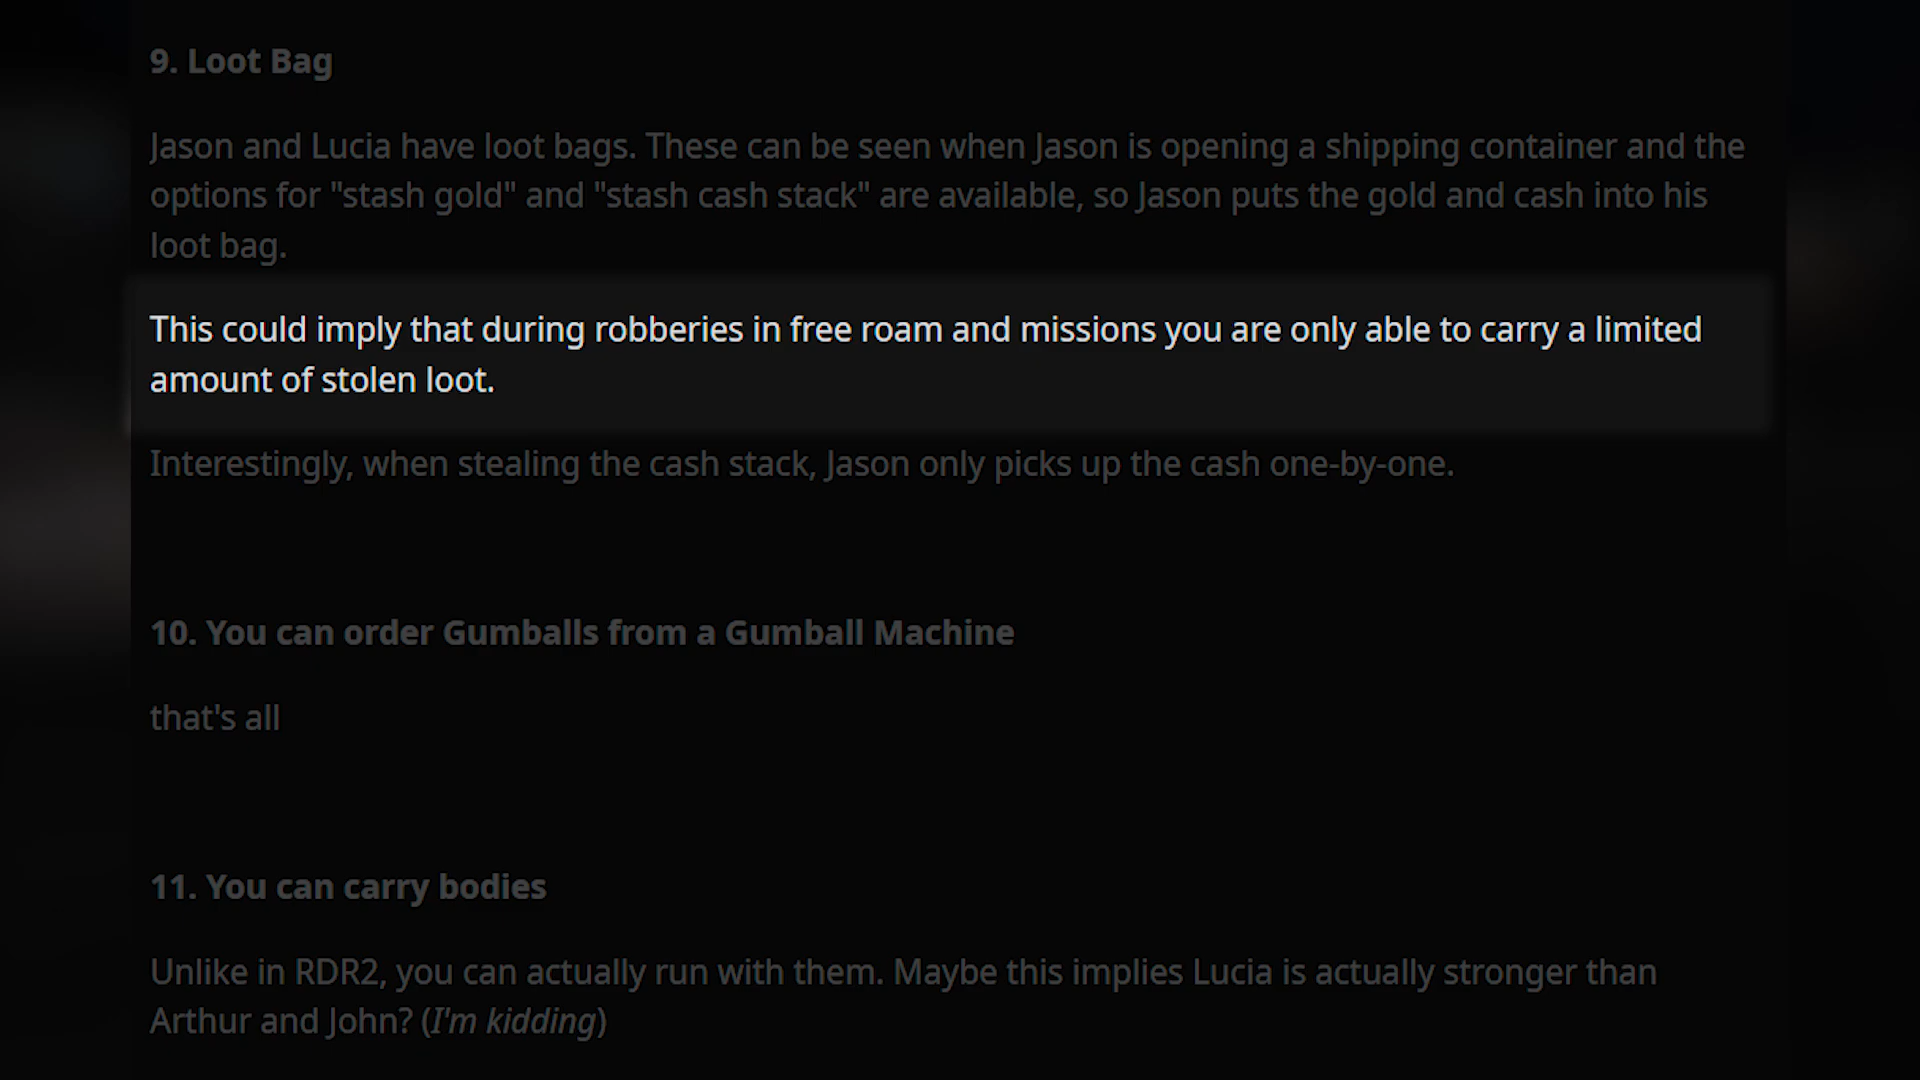 9. Loot Bag
Jason and Lucia have loot bags. These can be seen when Jason is opening a shipping container and the
options for "stash gold" and "stash cash stack" are available, so Jason puts the gold and cash into his
loot bag.
This could imply that during robberies in free roam and missions you are only able to carry a limited
amount of stolen loot.
Interestingly, when stealing the cash stack, Jason only picks up the cash one-by-one.
10. You can order Gumballs from a Gumball Machine
that's all
11. You can carry bodies
Unlike in RDR2, you can actually run with them. Maybe this implies Lucia is actually stronger than
Arthur and John? (I'm kidding)